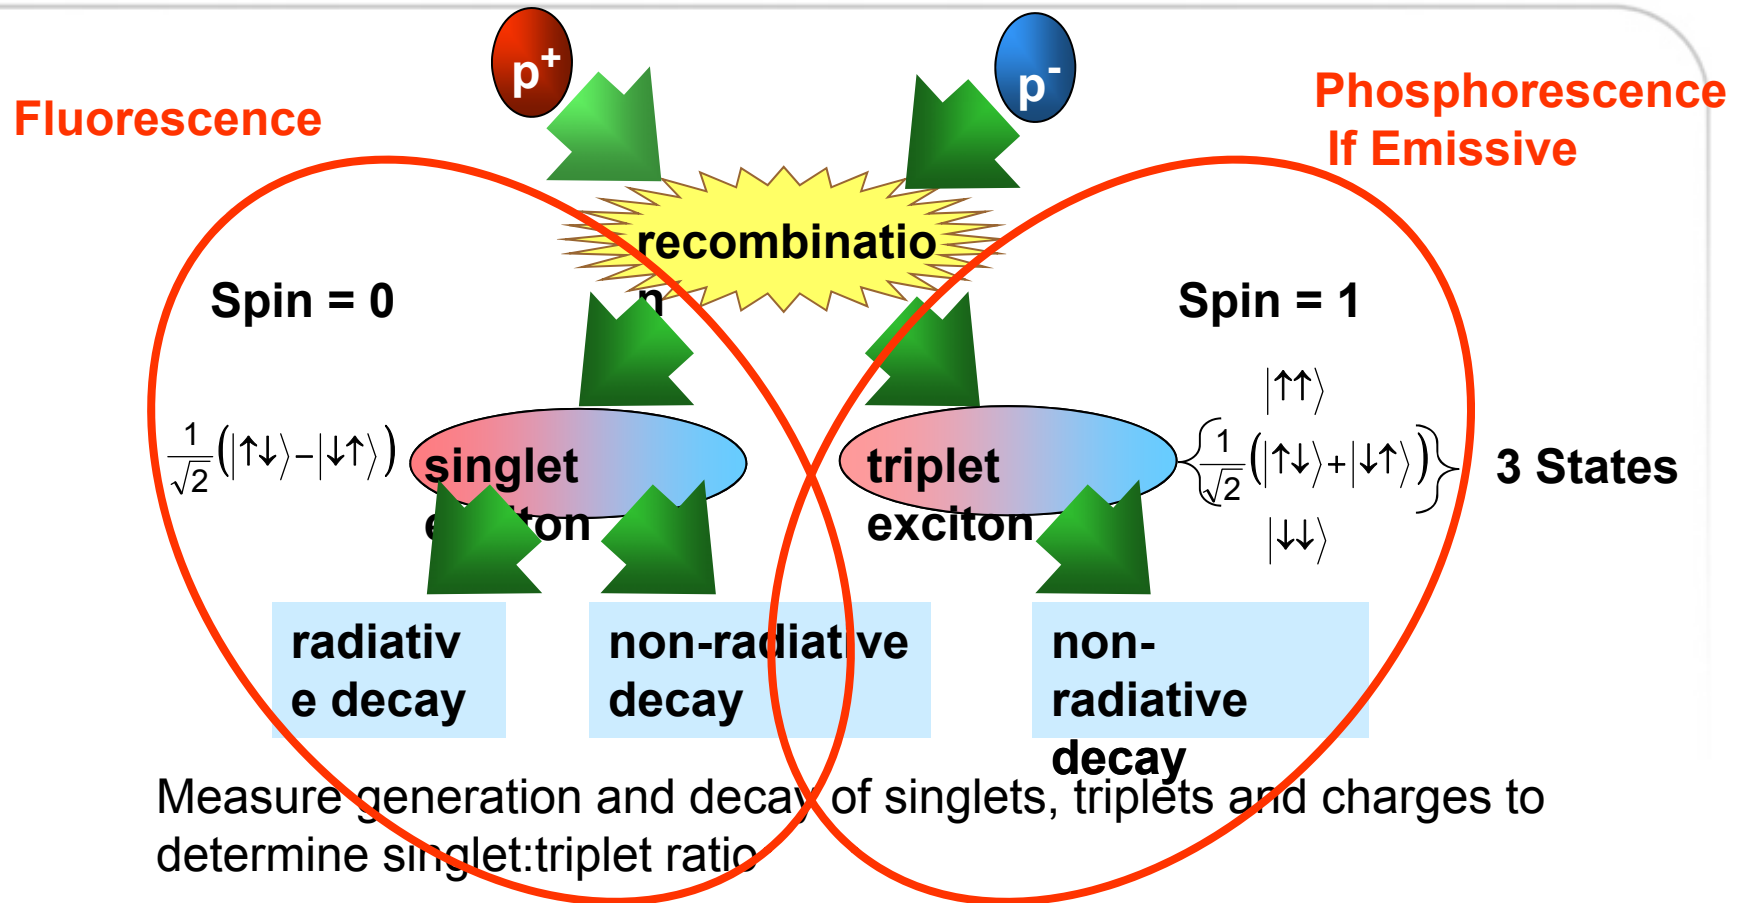 p+
p-
Fluorescence
Phosphorescence
If Emissive
recombinatio
n
Spin = 0
Spin = 1
|↑↑⟩
1/√2(|↑↓⟩−|↓↑⟩)
singlet
exciton
triplet
exciton
{1/√2(|↑↓⟩+|↓↑⟩)}
3 States
|↓↓⟩
radiativ
e decay
non-radiative
decay
non-
radiative
decay
Measure generation and decay of singlets, triplets and charges to
determine singlet:triplet ratio